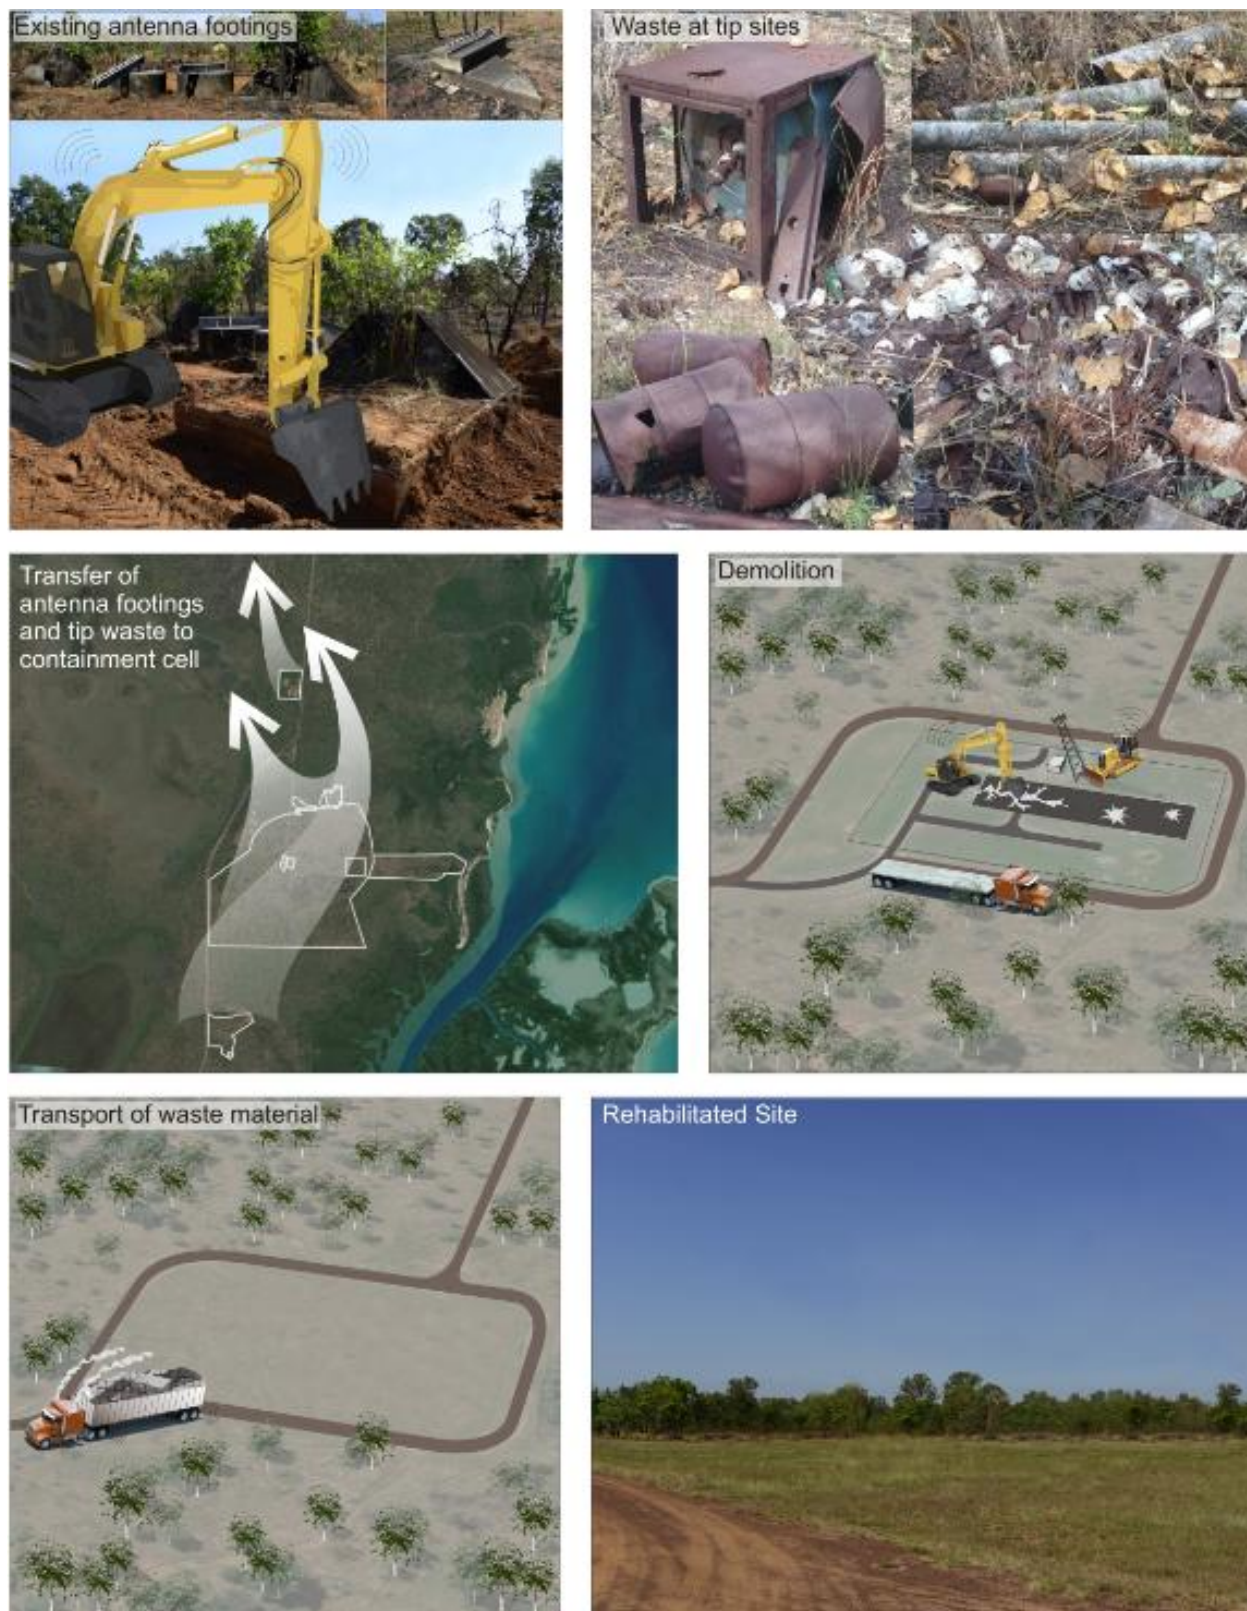 Existing antenna footings
Waste at tip sites
Transfer of
antenna footings
and tip waste to
containment cell
Demolition
Transport of waste material
Rehabilitated Site